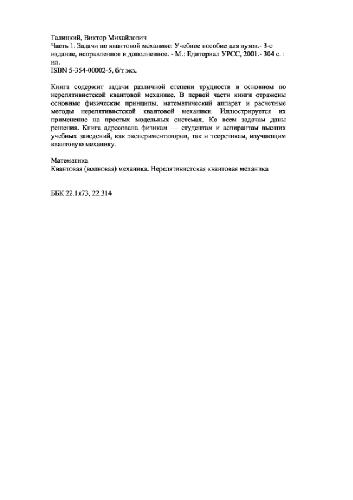 Галицкий, Виктор Михайлович
Часть 1. Задачи по квантовой механике: Учебное пособие для вузов.- 3-е
издание, исправленное и дополненное. - М.: Едиториал УРСС, 2001.- 304 с. :
ил.
ISBN 5-354-00002-5, б/т экз.
Книга содержит задачи различной степени трудности в основном по
нерелятивистской квантовой механике. В первой части книги отражены
основные физические принципы, математический аппарат и расчетные
методы нерелятивистской квантовой механики. Иллюстрируется их
применение на простых модельных системах. Ко всем задачам даны
решения. Книга адресована физикам — студентам и аспирантам высших
учебных заведений, как экспериментаторам, так и теоретикам, изучающим
квантовую механику.
Математика
Квантовая (волновая) механика. Нерелятивистская квантовая механика
ББК 22.1я73, 22.314